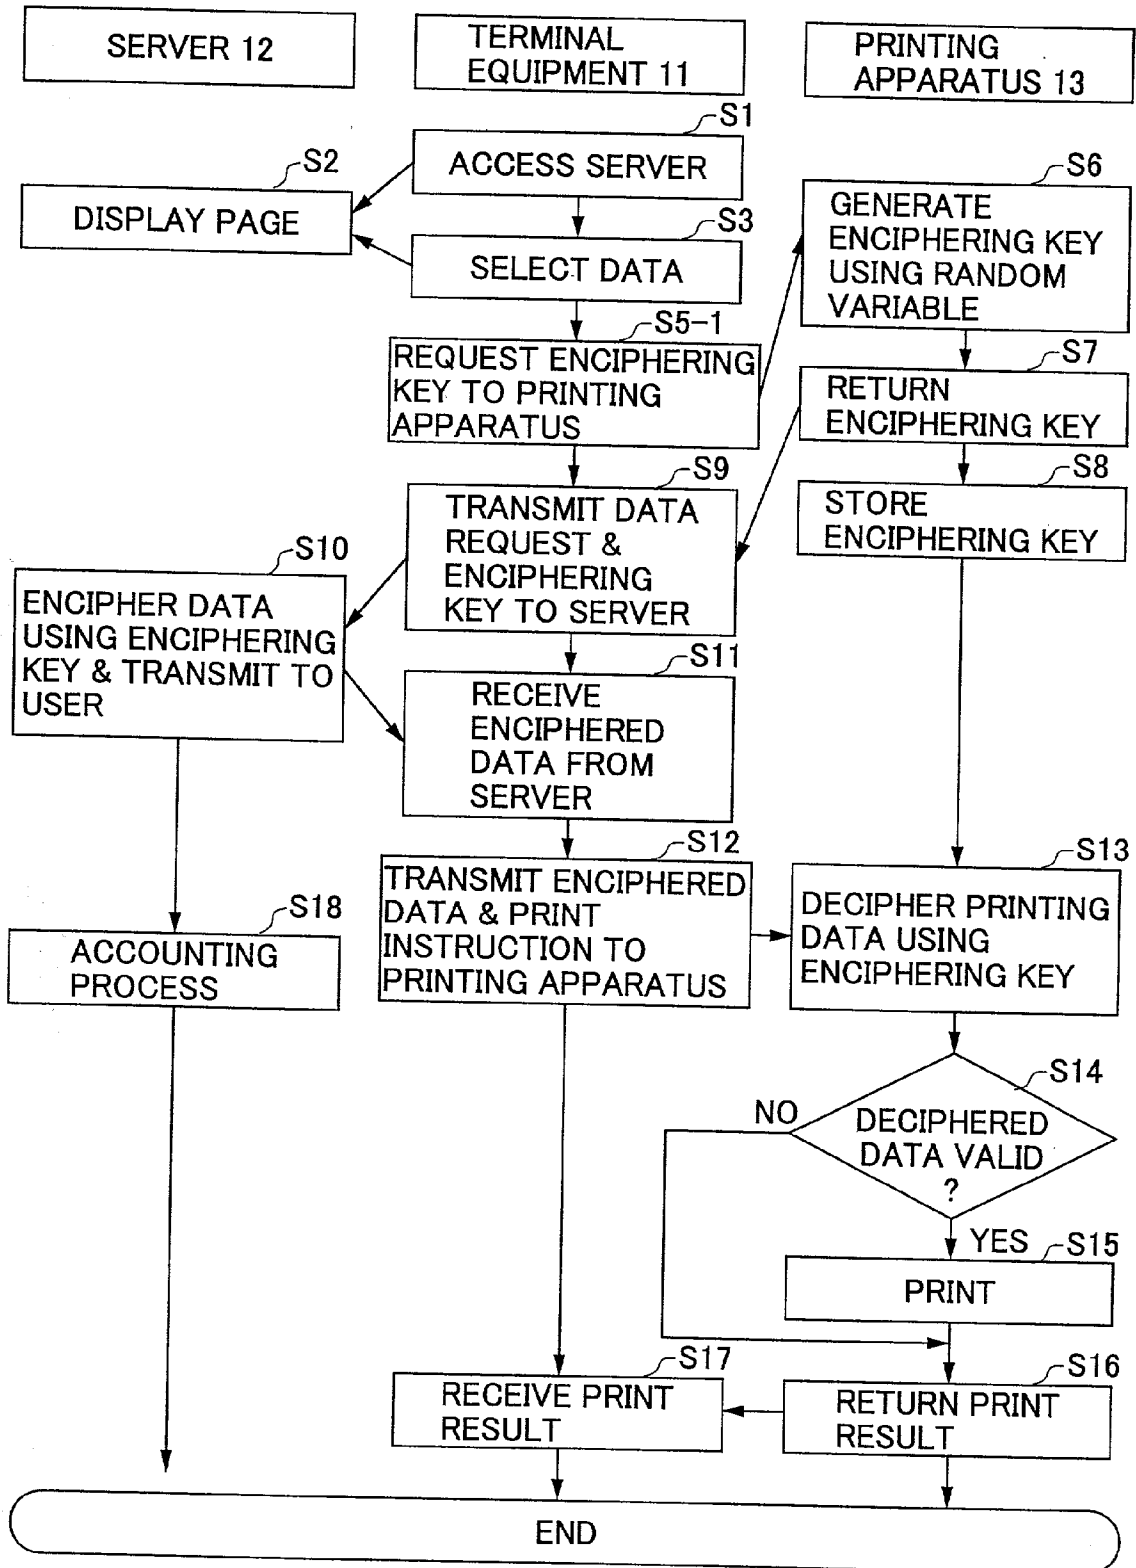 SERVER 12
TERMINAL
EQUIPMENT 11
PRINTING
APPARATUS 13
S1
ACCESS SERVER
S2
DISPLAY PAGE
S3
SELECT DATA
S6
GENERATE
ENCIPHERING KEY
USING RANDOM
VARIABLE
S5-1
REQUEST ENCIPHERING
KEY TO PRINTING
APPARATUS
S7
RETURN
ENCIPHERING KEY
S8
STORE
ENCIPHERING KEY
S9
TRANSMIT DATA
REQUEST &
ENCIPHERING
KEY TO SERVER
S10
ENCIPHER DATA
USING ENCIPHERING
KEY & TRANSMIT TO
USER
S11
RECEIVE
ENCIPHERED
DATA FROM
SERVER
S12
TRANSMIT ENCIPHERED
DATA & PRINT
INSTRUCTION TO
PRINTING APPARATUS
S13
DECIPHER PRINTING
DATA USING
ENCIPHERING KEY
S18
ACCOUNTING
PROCESS
S14
DECIPHERED
DATA VALID
?
NO
YES
S15
PRINT
S16
RETURN PRINT
RESULT
S17
RECEIVE PRINT
RESULT
END